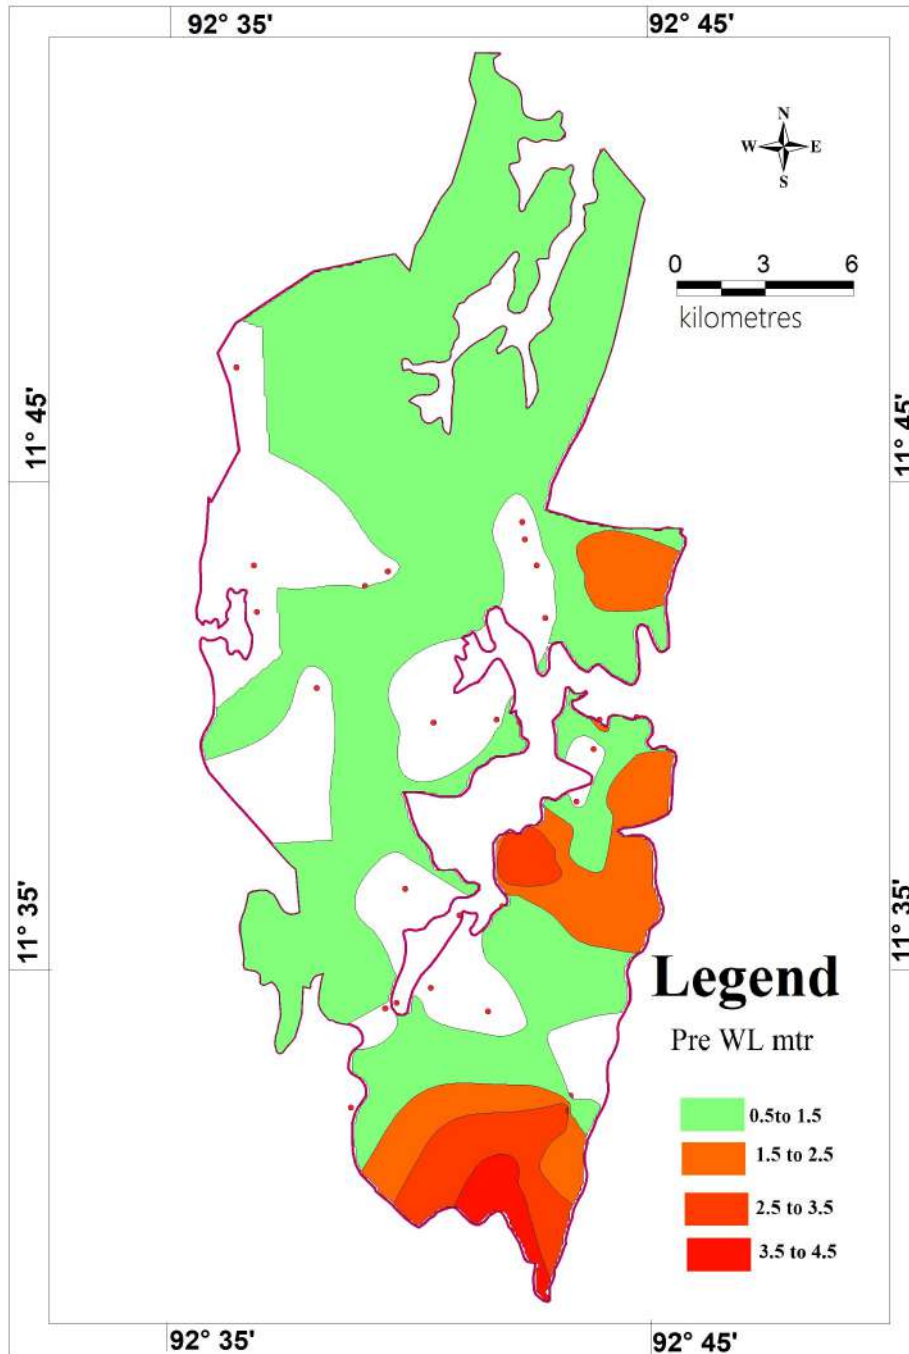 92° 35'
92° 45'
N
W E
S
0 3 6
kilometres
11° 45'
11° 45'
11° 35'
11° 35'
Legend
Pre WL mtr
0.5to 1.5
1.5 to 2.5
2.5 to 3.5
3.5 to 4.5
92° 35'
92° 45'